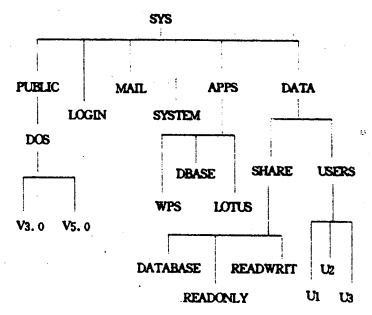 SYS
PUBLIC MAIL APPS DATA
LOGIN SYSTEM
DOS
DBASE SHARE USERS
WPS LOTUS
V3.0 V5.0
DATABASE READWRIT U2
READONLY U1 U3